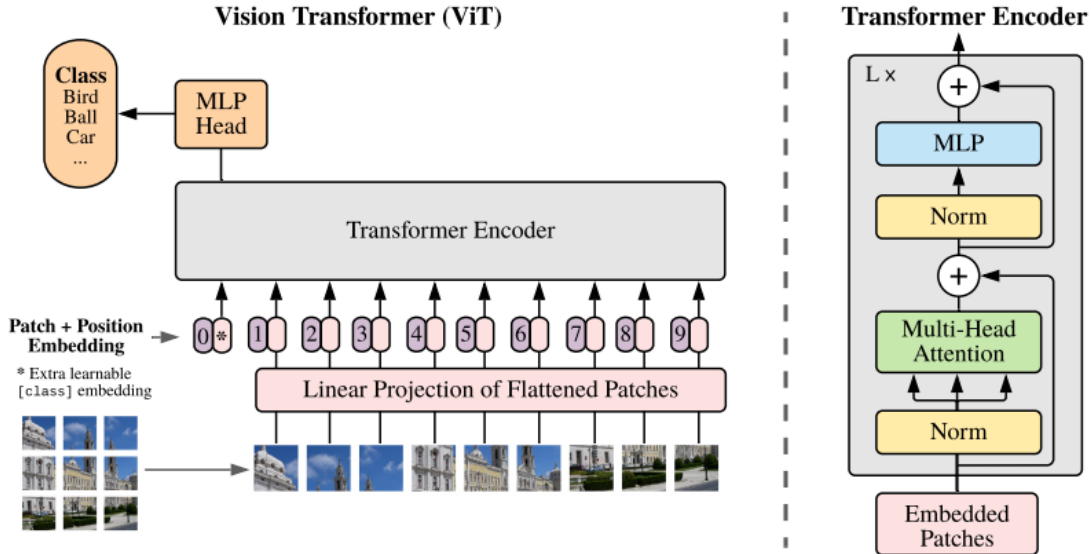 Vision Transformer (ViT)
Class
Bird
Ball
Car
...
MLP
Head
Transformer Encoder
Patch + Position
Embedding
* Extra learnable
[class] embedding
0 * 1 2 3 4 5 6 7 8 9
Linear Projection of Flattened Patches
Transformer Encoder
L ×
+
MLP
Norm
+
Multi-Head
Attention
Norm
Embedded
Patches